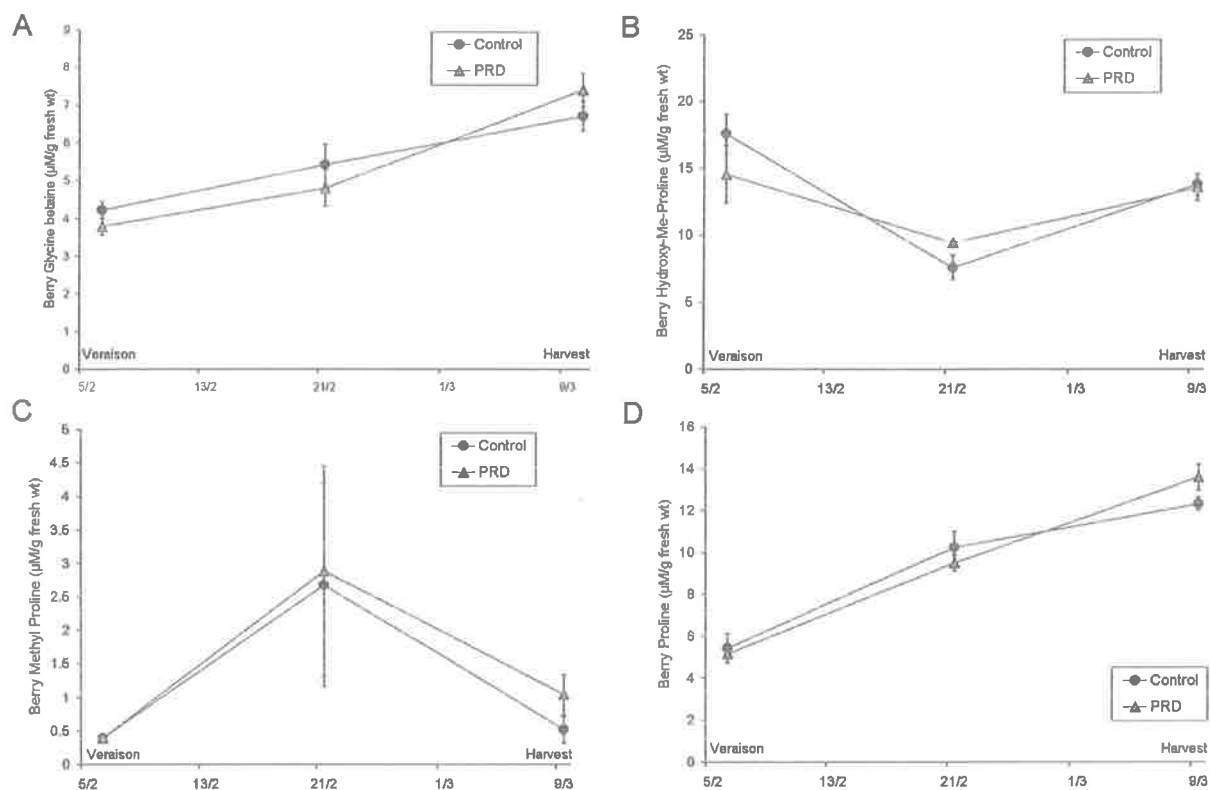 A
Berry Glycine betaine (µM/g fresh wt)
9
8
7
6
5
4
3
2
1
0
Control
PRD
Veraison
Harvest
5/2 13/2 21/2 1/3 9/3
B
Berry Hydroxy-Me-Proline (µM/g fresh wt)
25
20
15
10
5
0
Control
PRD
Veraison
Harvest
5/2 13/2 21/2 1/3 9/3
C
Berry Methyl Proline (µM/g fresh wt)
5
4.5
4
3.5
3
2.5
2
1.5
1
0.5
0
Control
PRD
Veraison
Harvest
5/2 13/2 21/2 1/3 9/3
D
Berry Proline (µM/g fresh wt)
16
14
12
10
8
6
4
2
0
Control
PRD
Veraison
Harvest
5/2 13/2 21/2 1/3 9/3